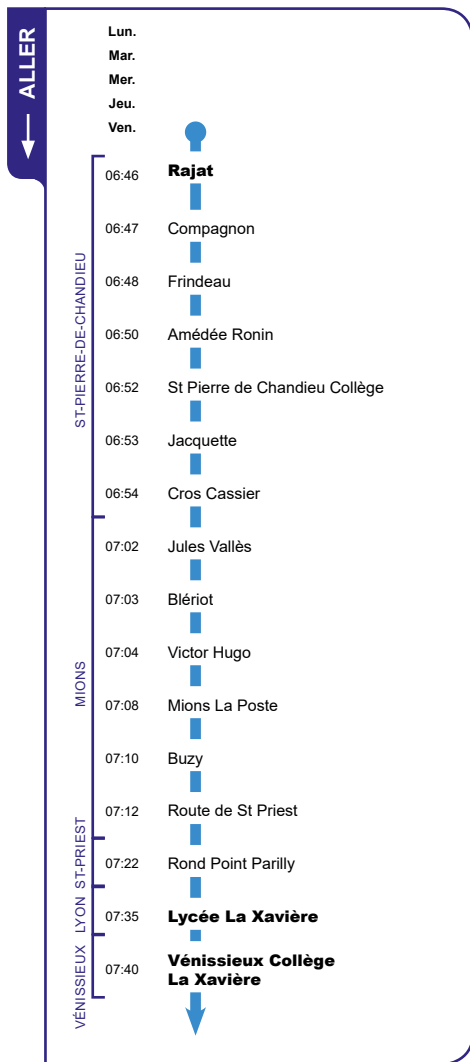 ALLER
Lun.
Mar.
Mer.
Jeu.
Ven.
ST-PIERRE-DE-CHANDIEU
06:46 Rajat
06:47 Compagnon
06:48 Frindeau
06:50 Amédée Ronin
06:52 St Pierre de Chandieu Collège
06:53 Jacquette
06:54 Cros Cassier
MIONS
07:02 Jules Vallès
07:03 Blériot
07:04 Victor Hugo
07:08 Mions La Poste
07:10 Buzy
07:12 Route de St Priest
ST-PRIEST
07:22 Rond Point Parilly
LYON
07:35 Lycée La Xavière
VÉNISSIEUX
07:40 Vénissieux Collège
La Xavière